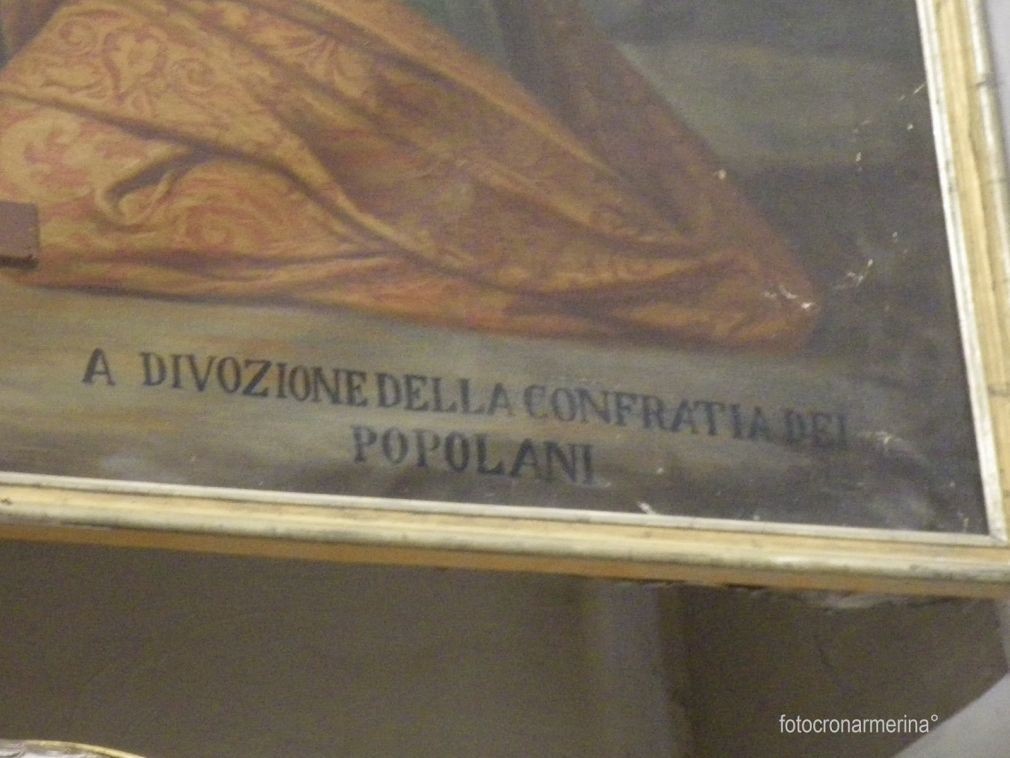 A DIVOZIONE DELLA CONFRATIA DEI
POPOLANI
fotocronarmerina°